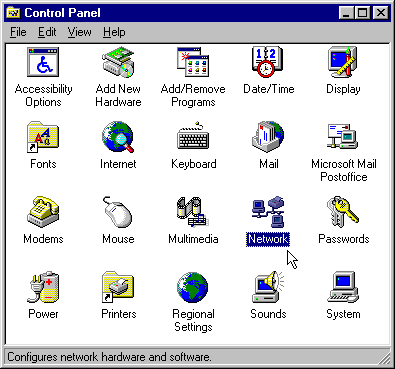 Control Panel
File Edit View Help
Accessibility Options
Add New Hardware
Add/Remove Programs
Date/Time
Display
Fonts
Internet
Keyboard
Mail
Microsoft Mail Postoffice
Modems
Mouse
Multimedia
Network
Passwords
Power
Printers
Regional Settings
Sounds
System
Configures network hardware and software.